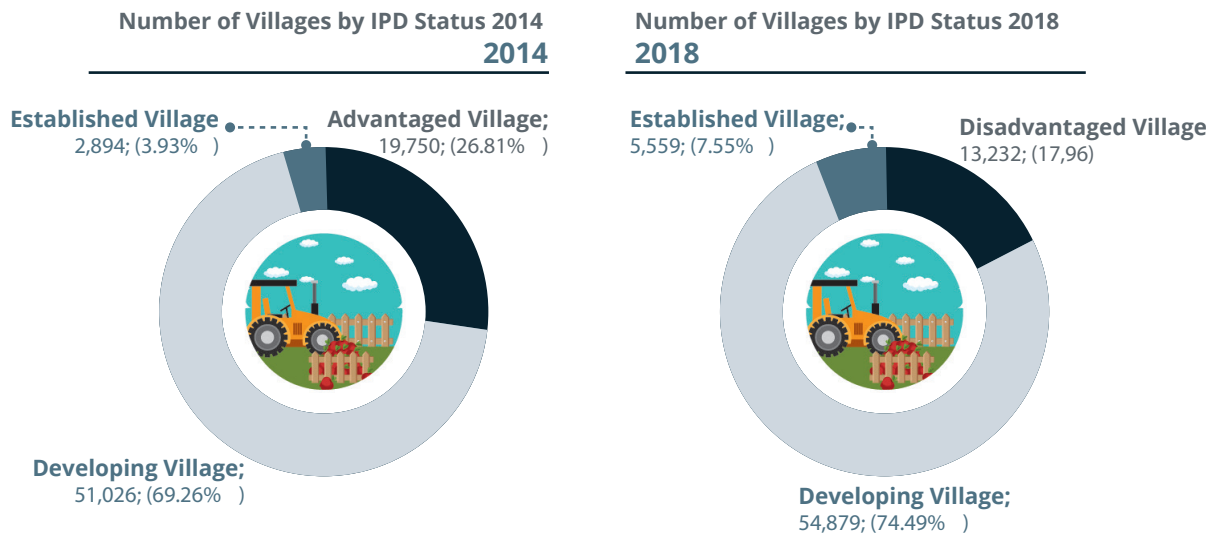 Number of Villages by IPD Status 2014
2014
Established Village
2,894; (3.93% )
Advantaged Village;
19,750; (26.81% )
Developing Village;
51,026; (69.26% )
Number of Villages by IPD Status 2018
2018
Established Village;
5,559; (7.55% )
Disadvantaged Village
13,232; (17,96)
Developing Village;
54,879; (74.49% )